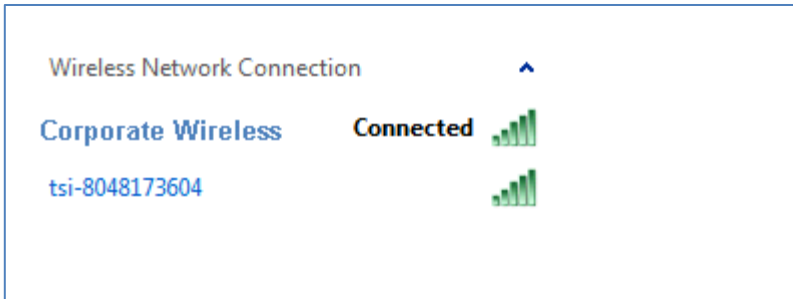 Wireless Network Connection
Corporate Wireless Connected
tsi-8048173604